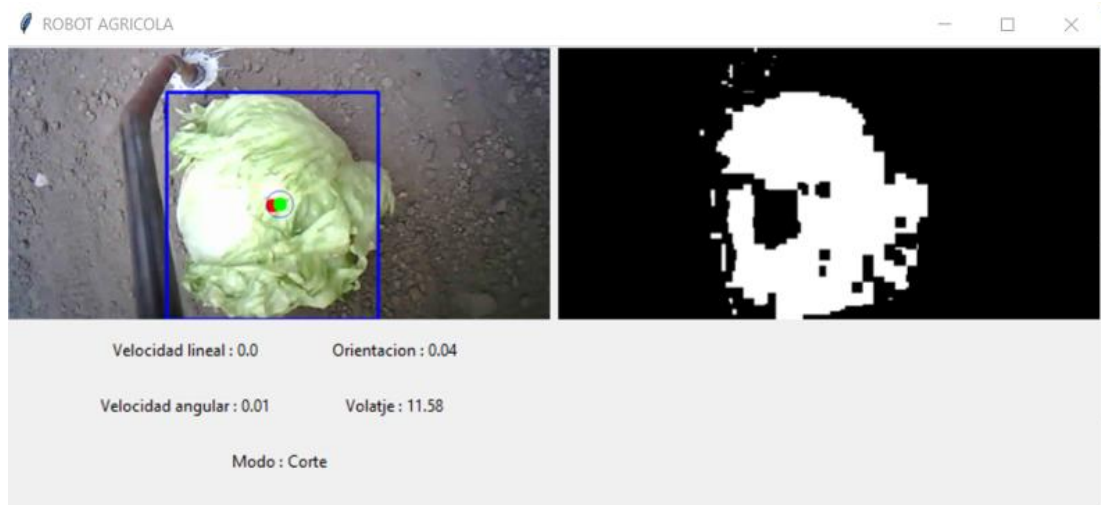 ROBOT AGRICOLA
Velocidad lineal : 0.0 Orientacion : 0.04
Velocidad angular : 0.01 Volatje : 11.58
Modo : Corte